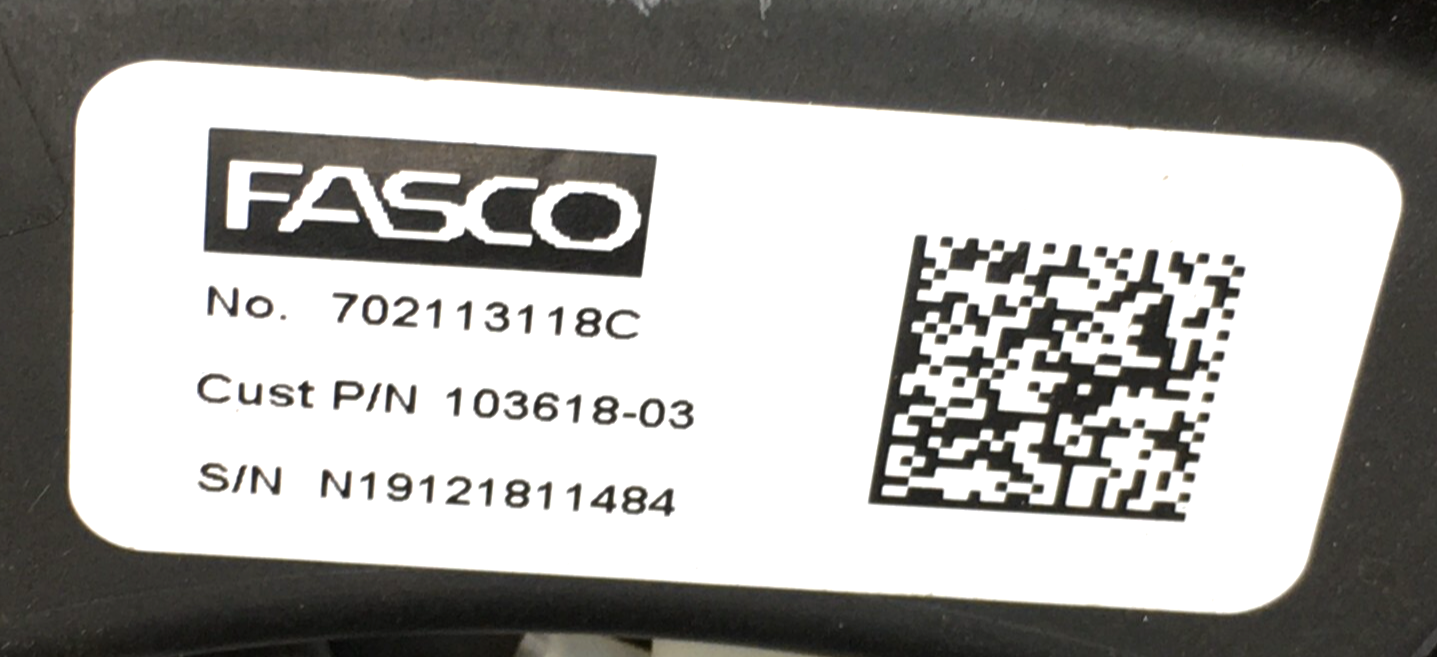 FASCO
No. 702113118C
Cust P/N 103618-03
S/N N19121811484